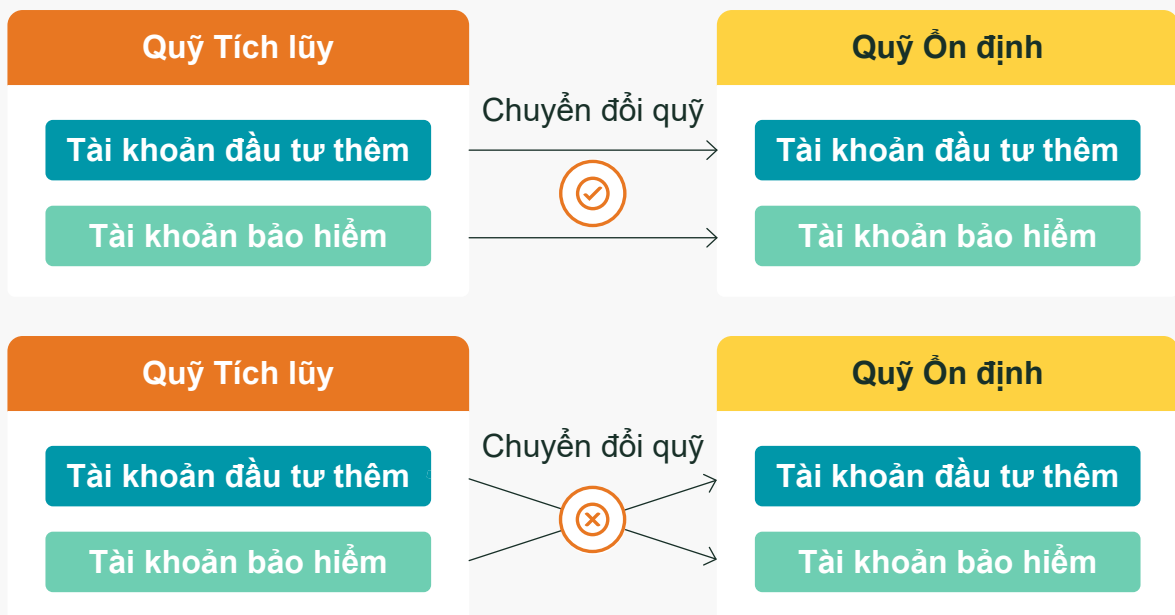 Quỹ Tích lũy
Quỹ Ổn định
Chuyển đổi quỹ
Tài khoản đầu tư thêm
Tài khoản đầu tư thêm
Tài khoản bảo hiểm
Tài khoản bảo hiểm
Quỹ Tích lũy
Quỹ Ổn định
Chuyển đổi quỹ
Tài khoản đầu tư thêm
Tài khoản đầu tư thêm
Tài khoản bảo hiểm
Tài khoản bảo hiểm